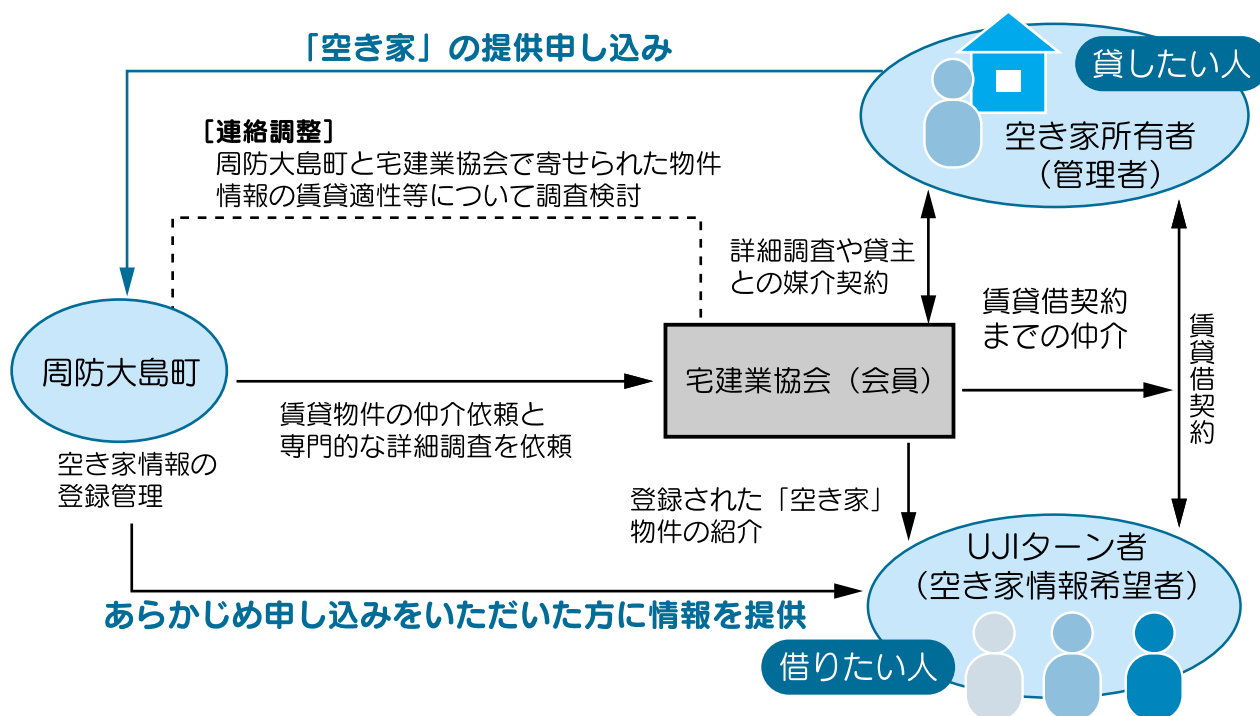 「空き家」の提供申し込み
貸したい人
空き家所有者
（管理者）
［連絡調整］
周防大島町と宅建業協会で寄せられた物件
情報の賃貸適性等について調査検討
詳細調査や貸主
との媒介契約
賃貸借契約
までの仲介
賃貸借契約
周防大島町
宅建業協会（会員）
賃貸物件の仲介依頼と
専門的な詳細調査を依頼
空き家情報の
登録管理
登録された「空き家」
物件の紹介
UJIターン者
（空き家情報希望者）
あらかじめ申し込みをいただいた方に情報を提供
借りたい人